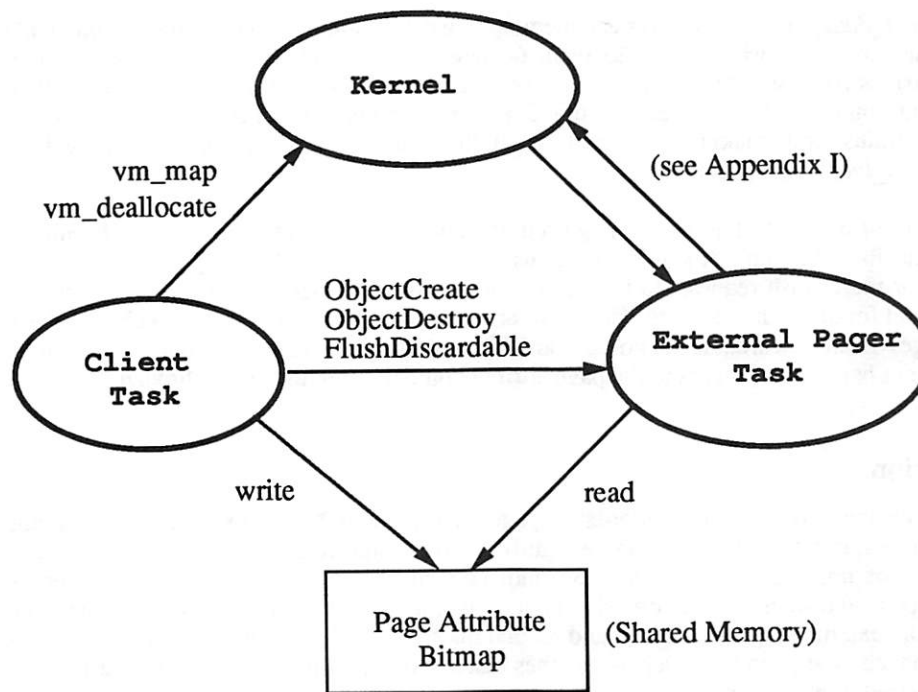 Kernel
vm_map
vm_deallocate
(see Appendix I)
ObjectCreate
ObjectDestroy
FlushDiscardable
Client
Task
External Pager
Task
write
read
Page Attribute
Bitmap
(Shared Memory)